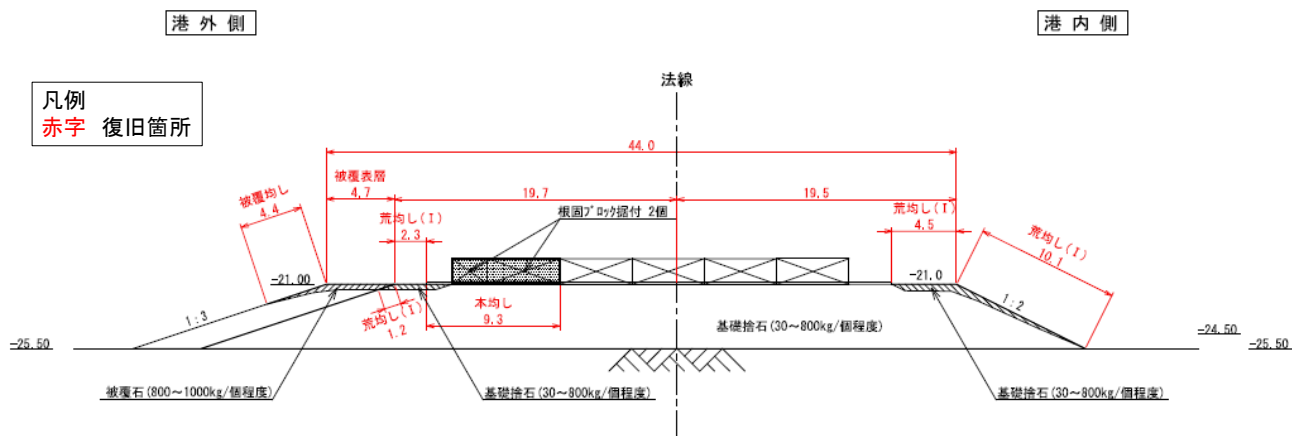 港外側
港内側
法線
凡例
赤字 復旧箇所
44.0
被覆表層
4.7
19.7
19.5
被覆均し
4.4
荒均し(I)
2.3
根固ブロック据付 2個
荒均し(I)
4.5
荒均し(I)
10.1
-21.00
-21.0
1:3
1:2
荒均し(I)
1.2
本均し
9.3
基礎捨石(30~800kg/個程度)
-25.50
-24.50
-25.50
被覆石(800~1000kg/個程度)
基礎捨石(30~800kg/個程度)
基礎捨石(30~800kg/個程度)